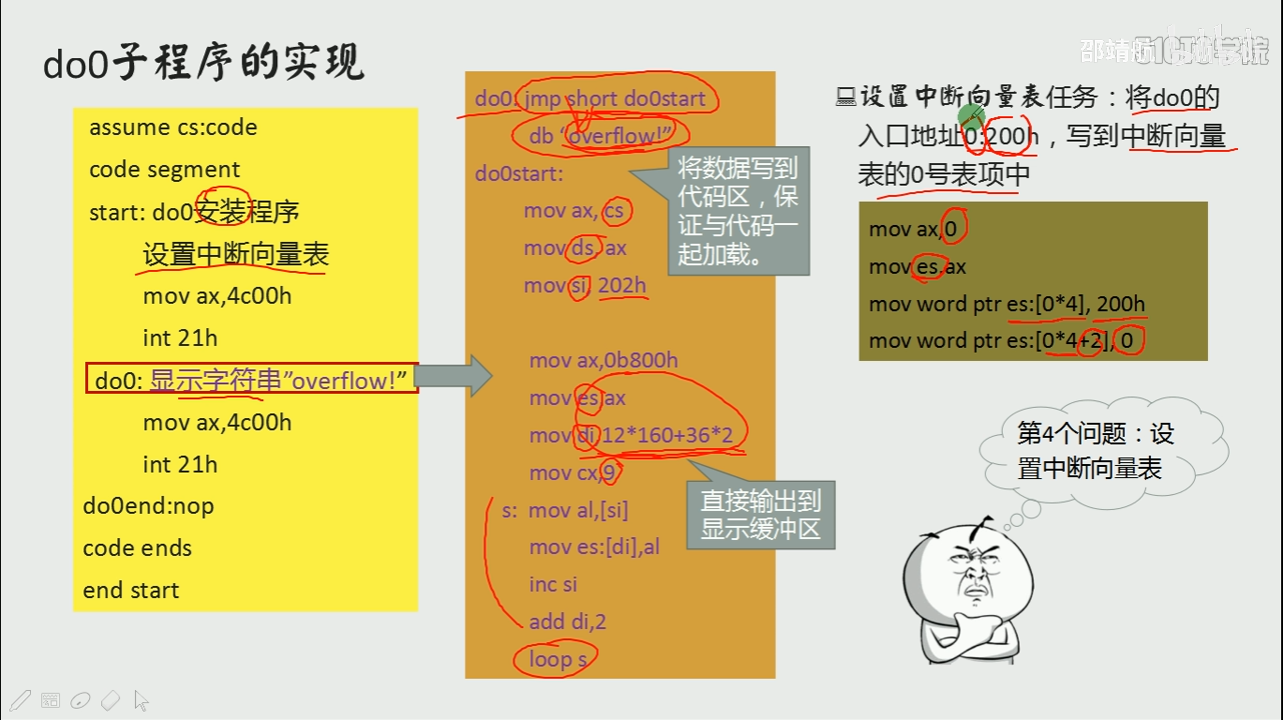 do0子程序的实现
邵靖航
51CTO学院
assume cs:code
code segment
start: do0安装程序
设置中断向量表
mov ax,4c00h
int 21h
do0: 显示字符串”overflow!”
mov ax,4c00h
int 21h
do0end:nop
code ends
end start
do0: jmp short do0start
db “overflow!”
do0start:
mov ax, cs
mov ds, ax
mov si, 202h
mov ax,0b800h
mov es,ax
mov di,12*160+36*2
mov cx,9
s: mov al,[si]
mov es:[di],al
inc si
add di,2
loop s
将数据写到
代码区，保
证与代码一
起加载。
直接输出到
显示缓冲区
设置中断向量表任务：将do0的
入口地址0:200h，写到中断向量
表的0号表项中
mov ax,0
mov es,ax
mov word ptr es:[0*4], 200h
mov word ptr es:[0*4+2], 0
第4个问题：设
置中断向量表